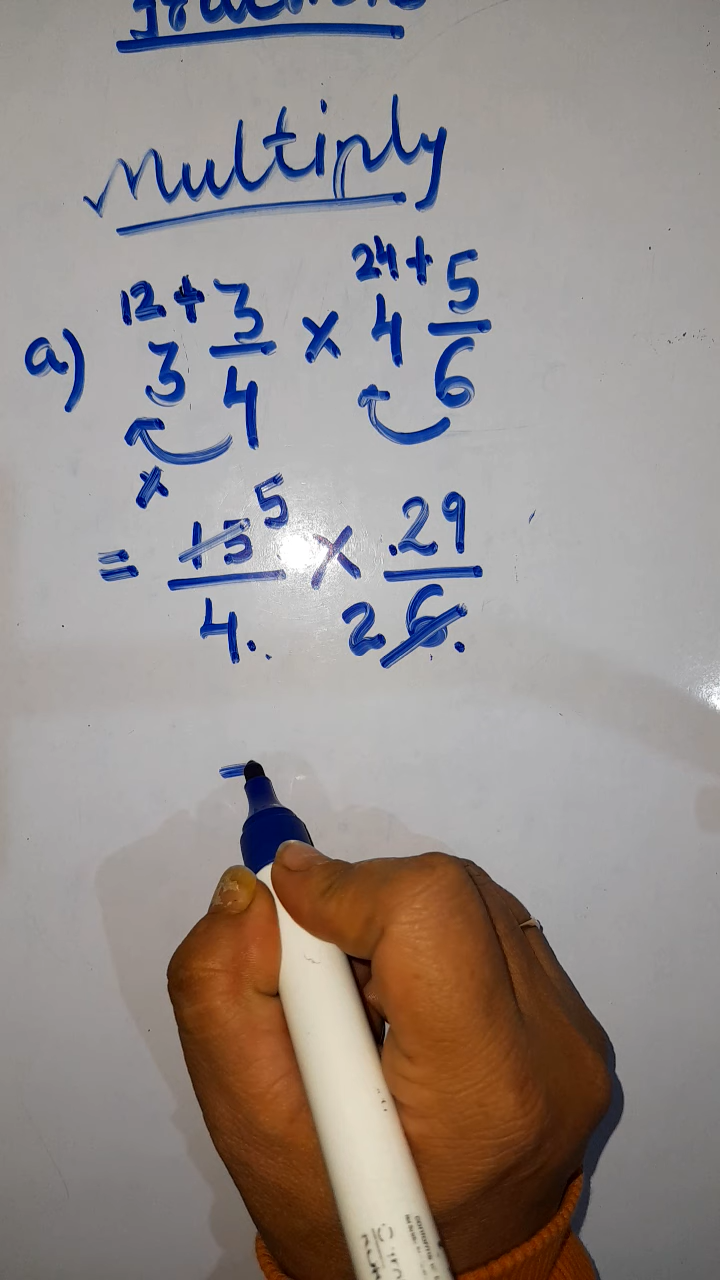 Multiply
12+ 24+
a) 3 3/4 × 4 5/6
×
= 15 5/4. × .29/2 6.
=